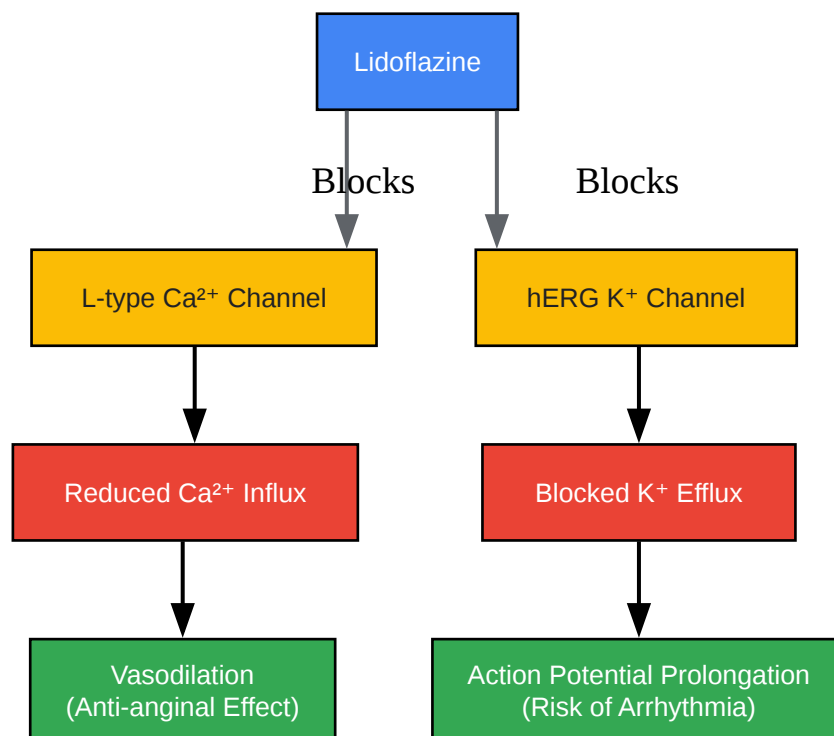 Lidoflazine
Blocks
Blocks
L-type Ca²⁺ Channel
hERG K⁺ Channel
Reduced Ca²⁺ Influx
Blocked K⁺ Efflux
Vasodilation
(Anti-anginal Effect)
Action Potential Prolongation
(Risk of Arrhythmia)